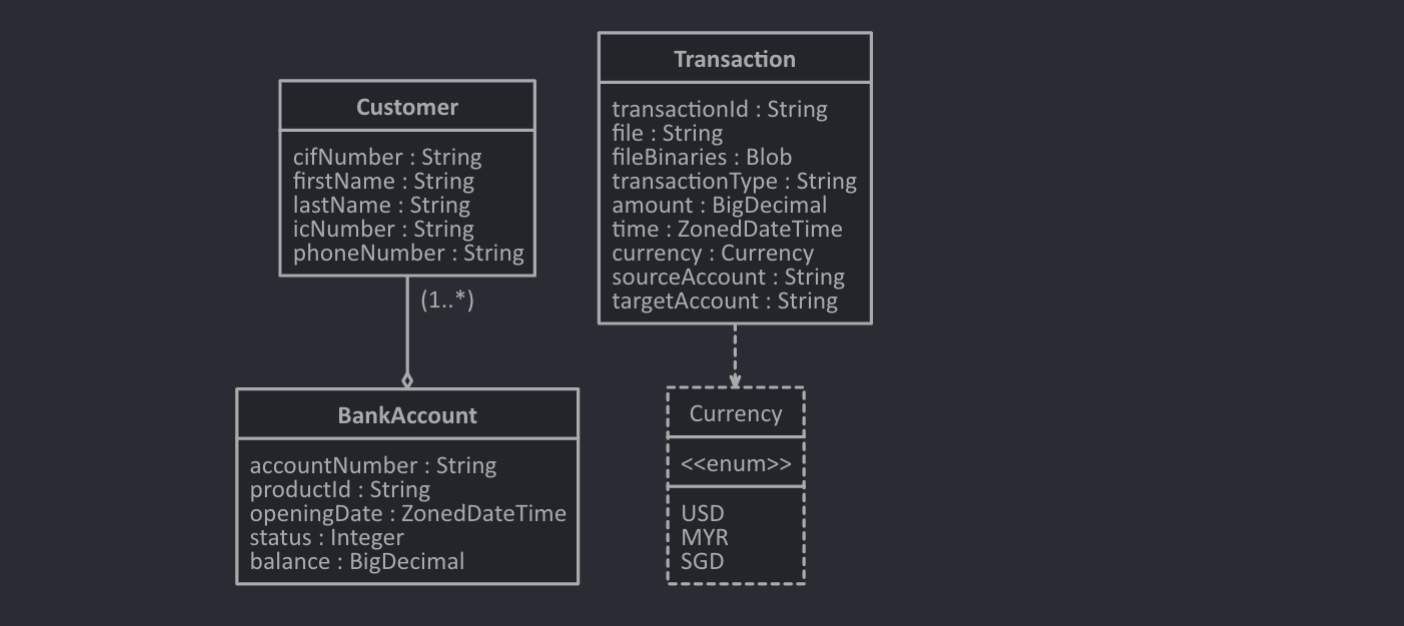 Customer
cifNumber : String
firstName : String
lastName : String
icNumber : String
phoneNumber : String
(1..*)
BankAccount
accountNumber : String
productId : String
openingDate : ZonedDateTime
status : Integer
balance : BigDecimal
Transaction
transactionId : String
file : String
fileBinaries : Blob
transactionType : String
amount : BigDecimal
time : ZonedDateTime
currency : Currency
sourceAccount : String
targetAccount : String
Currency
<<enum>>
USD
MYR
SGD